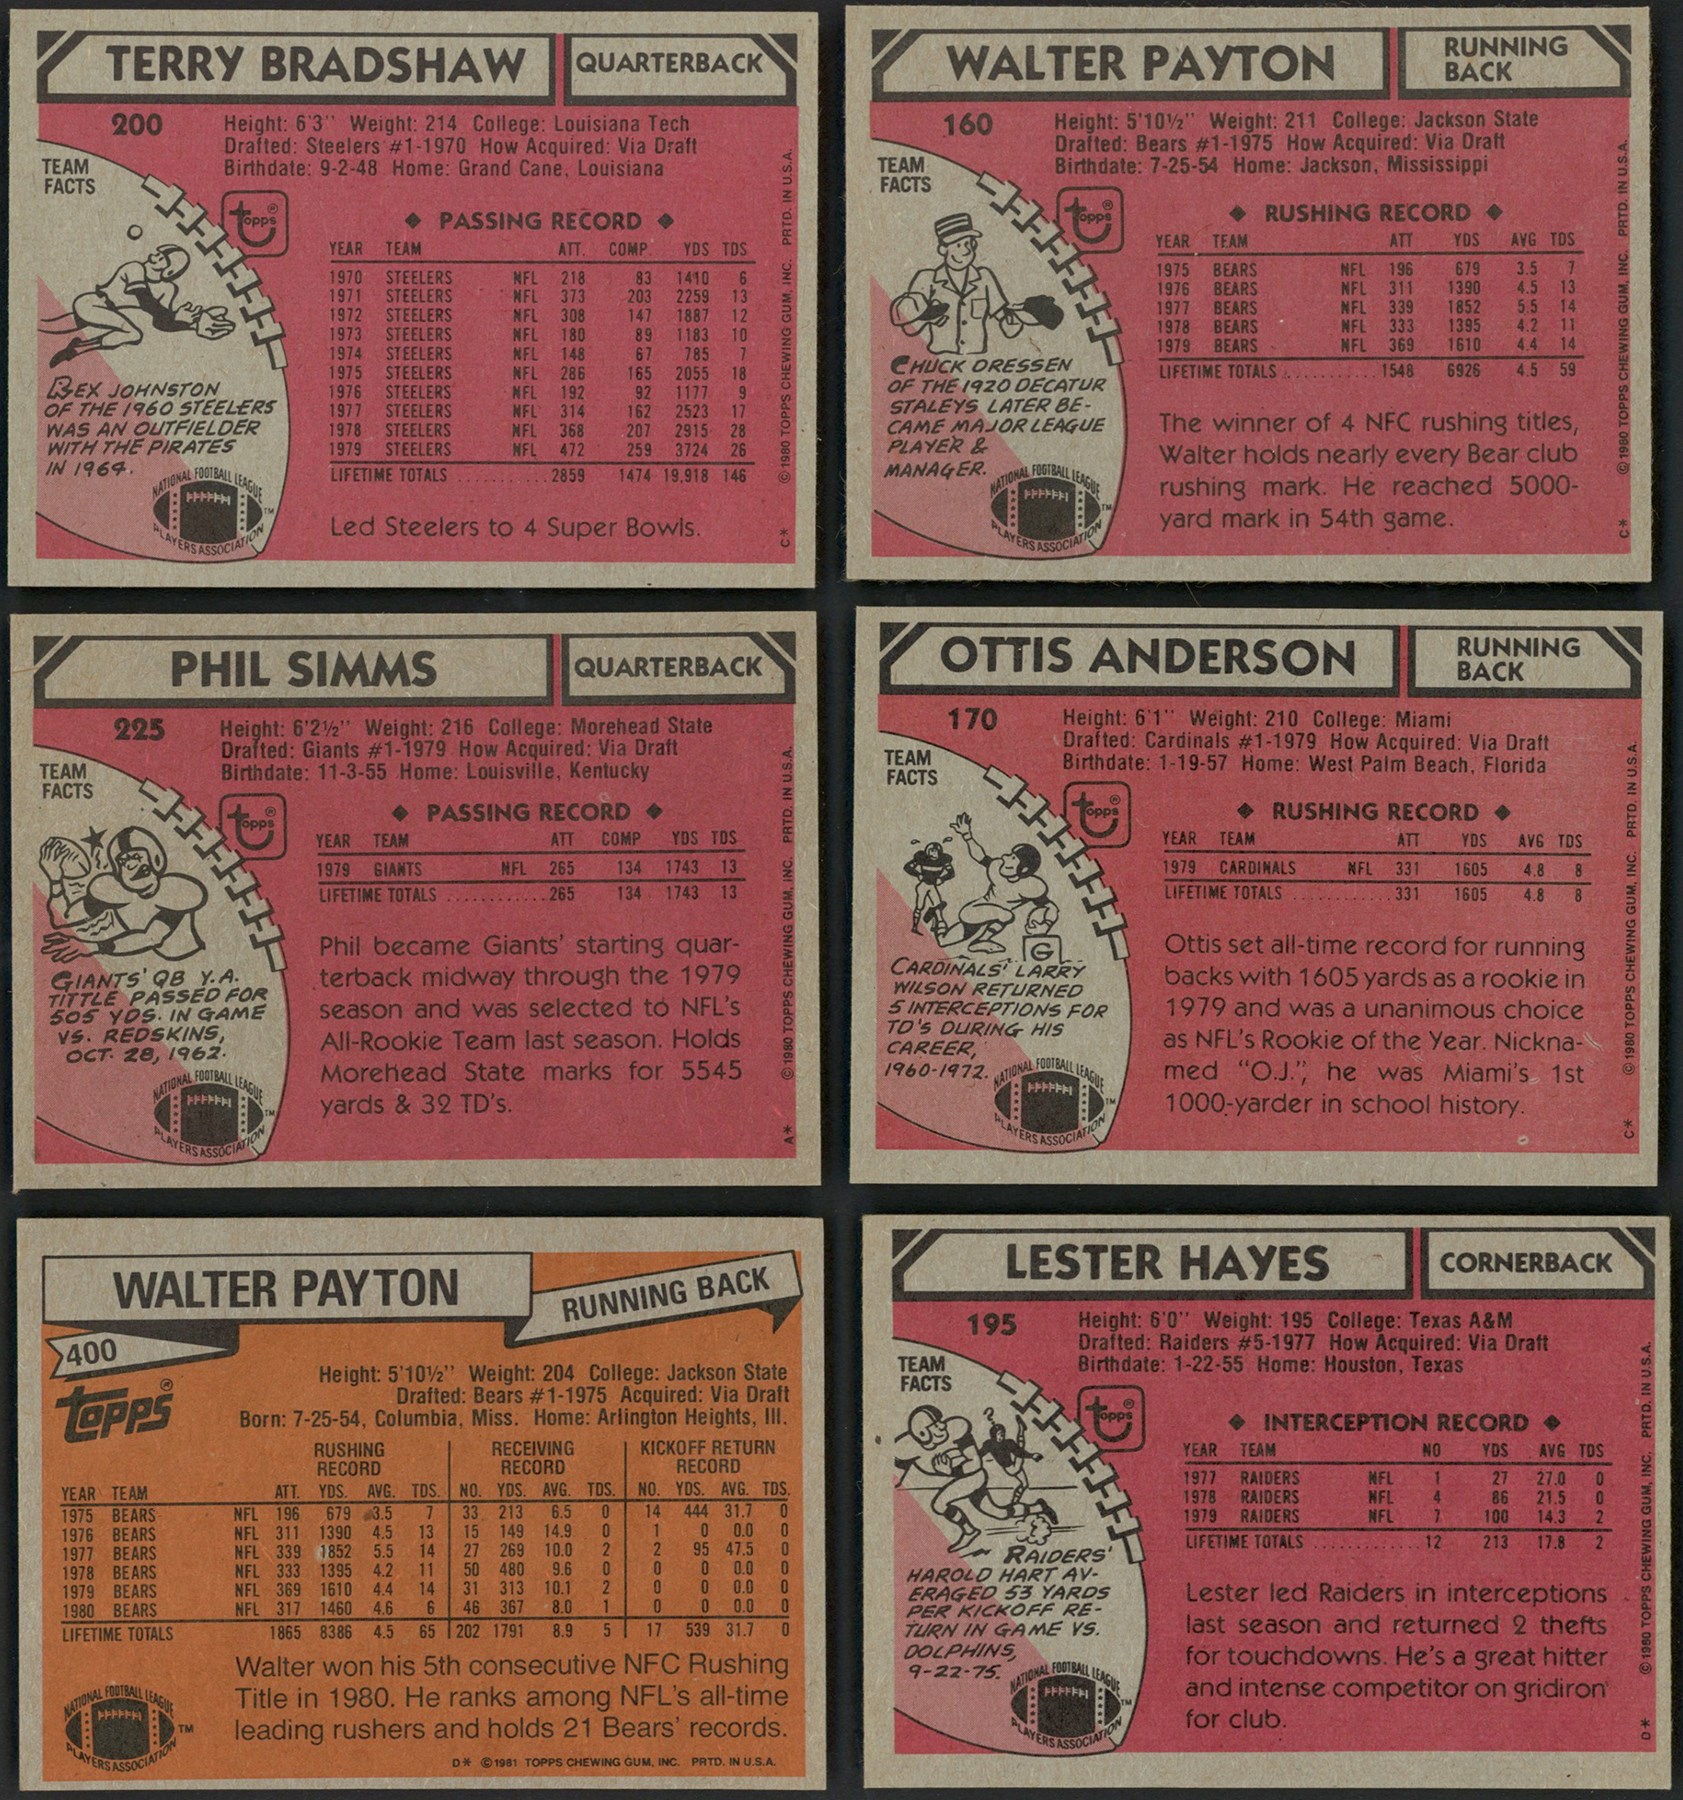 TERRY BRADSHAW QUARTERBACK
200
Height: 6'3" Weight: 214 College: Louisiana Tech
Drafted: Steelers #1-1970 How Acquired: Via Draft
Birthdate: 9-2-48 Home: Grand Cane, Louisiana
TEAM
FACTS
topps®
◆ PASSING RECORD ◆
YEAR TEAM ATT. COMP. YDS TDS
1970 STEELERS NFL 218 83 1410 6
1971 STEELERS NFL 373 203 2259 13
1972 STEELERS NFL 308 147 1887 12
1973 STEELERS NFL 180 89 1183 10
1974 STEELERS NFL 148 67 785 7
1975 STEELERS NFL 286 165 2055 18
1976 STEELERS NFL 192 92 1177 9
1977 STEELERS NFL 314 162 2523 17
1978 STEELERS NFL 368 207 2915 28
1979 STEELERS NFL 472 259 3724 26
LIFETIME TOTALS ........... 2859 1474 19,918 146
Led Steelers to 4 Super Bowls.
REX JOHNSTON
OF THE 1960 STEELERS
WAS AN OUTFIELDER
WITH THE PIRATES
IN 1964.
NATIONAL FOOTBALL LEAGUE
PLAYERS ASSOCIATION
TM
C* © 1980 TOPPS CHEWING GUM, INC. PRTD. IN U.S.A.
WALTER PAYTON RUNNING
BACK
160
Height: 5'10½" Weight: 211 College: Jackson State
Drafted: Bears #1-1975 How Acquired: Via Draft
Birthdate: 7-25-54 Home: Jackson, Mississippi
TEAM
FACTS
topps®
◆ RUSHING RECORD ◆
YEAR TEAM ATT YDS AVG TDS
1975 BEARS NFL 196 679 3.5 7
1976 BEARS NFL 311 1390 4.5 13
1977 BEARS NFL 339 1852 5.5 14
1978 BEARS NFL 333 1395 4.2 11
1979 BEARS NFL 369 1610 4.4 14
LIFETIME TOTALS ........... 1548 6926 4.5 59
The winner of 4 NFC rushing titles,
Walter holds nearly every Bear club
rushing mark. He reached 5000-
yard mark in 54th game.
CHUCK DRESSEN
OF THE 1920 DECATUR
STALEYS LATER BE-
CAME MAJOR LEAGUE
PLAYER &
MANAGER.
NATIONAL FOOTBALL LEAGUE
PLAYERS ASSOCIATION
TM
C* © 1980 TOPPS CHEWING GUM, INC. PRTD. IN U.S.A.
PHIL SIMMS QUARTERBACK
225
Height: 6'2½" Weight: 216 College: Morehead State
Drafted: Giants #1-1979 How Acquired: Via Draft
Birthdate: 11-3-55 Home: Louisville, Kentucky
TEAM
FACTS
topps®
◆ PASSING RECORD ◆
YEAR TEAM ATT COMP YDS TDS
1979 GIANTS NFL 265 134 1743 13
LIFETIME TOTALS ............ 265 134 1743 13
Phil became Giants' starting quar-
terback midway through the 1979
season and was selected to NFL's
All-Rookie Team last season. Holds
Morehead State marks for 5545
yards & 32 TD's.
GIANTS' QB Y.A.
TITTLE PASSED FOR
505 YDS. IN GAME
VS. REDSKINS,
OCT. 28, 1962.
NATIONAL FOOTBALL LEAGUE
PLAYERS ASSOCIATION
TM
A* © 1980 TOPPS CHEWING GUM, INC. PRTD. IN U.S.A.
OTTIS ANDERSON RUNNING
BACK
170
Height: 6'1" Weight: 210 College: Miami
Drafted: Cardinals #1-1979 How Acquired: Via Draft
Birthdate: 1-19-57 Home: West Palm Beach, Florida
TEAM
FACTS
topps®
◆ RUSHING RECORD ◆
YEAR TEAM ATT YDS AVG TDS
1979 CARDINALS NFL 331 1605 4.8 8
LIFETIME TOTALS ............ 331 1605 4.8 8
Ottis set all-time record for running
backs with 1605 yards as a rookie in
1979 and was a unanimous choice
as NFL's Rookie of the Year. Nickna-
med "O.J.", he was Miami's 1st
1000-yarder in school history.
G
CARDINALS' LARRY
WILSON RETURNED
5 INTERCEPTIONS FOR
TD'S DURING HIS
CAREER,
1960-1972.
NATIONAL FOOTBALL LEAGUE
PLAYERS ASSOCIATION
TM
C* © 1980 TOPPS CHEWING GUM, INC. PRTD. IN U.S.A.
WALTER PAYTON RUNNING BACK
400
topps®
Height: 5'10½" Weight: 204 College: Jackson State
Drafted: Bears #1-1975 Acquired: Via Draft
Born: 7-25-54, Columbia, Miss. Home: Arlington Heights, Ill.
RUSHING RECEIVING KICKOFF RETURN
RECORD RECORD RECORD
YEAR TEAM ATT. YDS. AVG. TDS. NO. YDS. AVG. TDS. NO. YDS. AVG. TDS.
1975 BEARS NFL 196 679 3.5 7 33 213 6.5 0 14 444 31.7 0
1976 BEARS NFL 311 1390 4.5 13 15 149 14.9 0 1 0 0.0 0
1977 BEARS NFL 339 1852 5.5 14 27 269 10.0 2 2 95 47.5 0
1978 BEARS NFL 333 1395 4.2 11 50 480 9.6 0 0 0 0.0 0
1979 BEARS NFL 369 1610 4.4 14 31 313 10.1 2 0 0 0.0 0
1980 BEARS NFL 317 1460 4.6 6 46 367 8.0 1 0 0 0.0 0
LIFETIME TOTALS 1865 8386 4.5 65 202 1791 8.9 5 17 539 31.7 0
Walter won his 5th consecutive NFC Rushing
Title in 1980. He ranks among NFL's all-time
leading rushers and holds 21 Bears' records.
NATIONAL FOOTBALL LEAGUE
PLAYERS ASSOCIATION
TM
D* © 1981 TOPPS CHEWING GUM, INC. PRTD. IN U.S.A.
LESTER HAYES CORNERBACK
195
Height: 6'0" Weight: 195 College: Texas A&M
Drafted: Raiders #5-1977 How Acquired: Via Draft
Birthdate: 1-22-55 Home: Houston, Texas
TEAM
FACTS
topps®
?
◆ INTERCEPTION RECORD ◆
YEAR TEAM NO YDS AVG TDS
1977 RAIDERS NFL 1 27 27.0 0
1978 RAIDERS NFL 4 86 21.5 0
1979 RAIDERS NFL 7 100 14.3 2
LIFETIME TOTALS ............ 12 213 17.8 2
Lester led Raiders in interceptions
last season and returned 2 thefts
for touchdowns. He's a great hitter
and intense competitor on gridiron
for club.
RAIDERS'
HAROLD HART AV-
ERAGED 53 YARDS
PER KICKOFF RE-
TURN IN GAME VS.
DOLPHINS,
9-22-75.
NATIONAL FOOTBALL LEAGUE
PLAYERS ASSOCIATION
TM
D* © 1980 TOPPS CHEWING GUM, INC. PRTD. IN U.S.A.